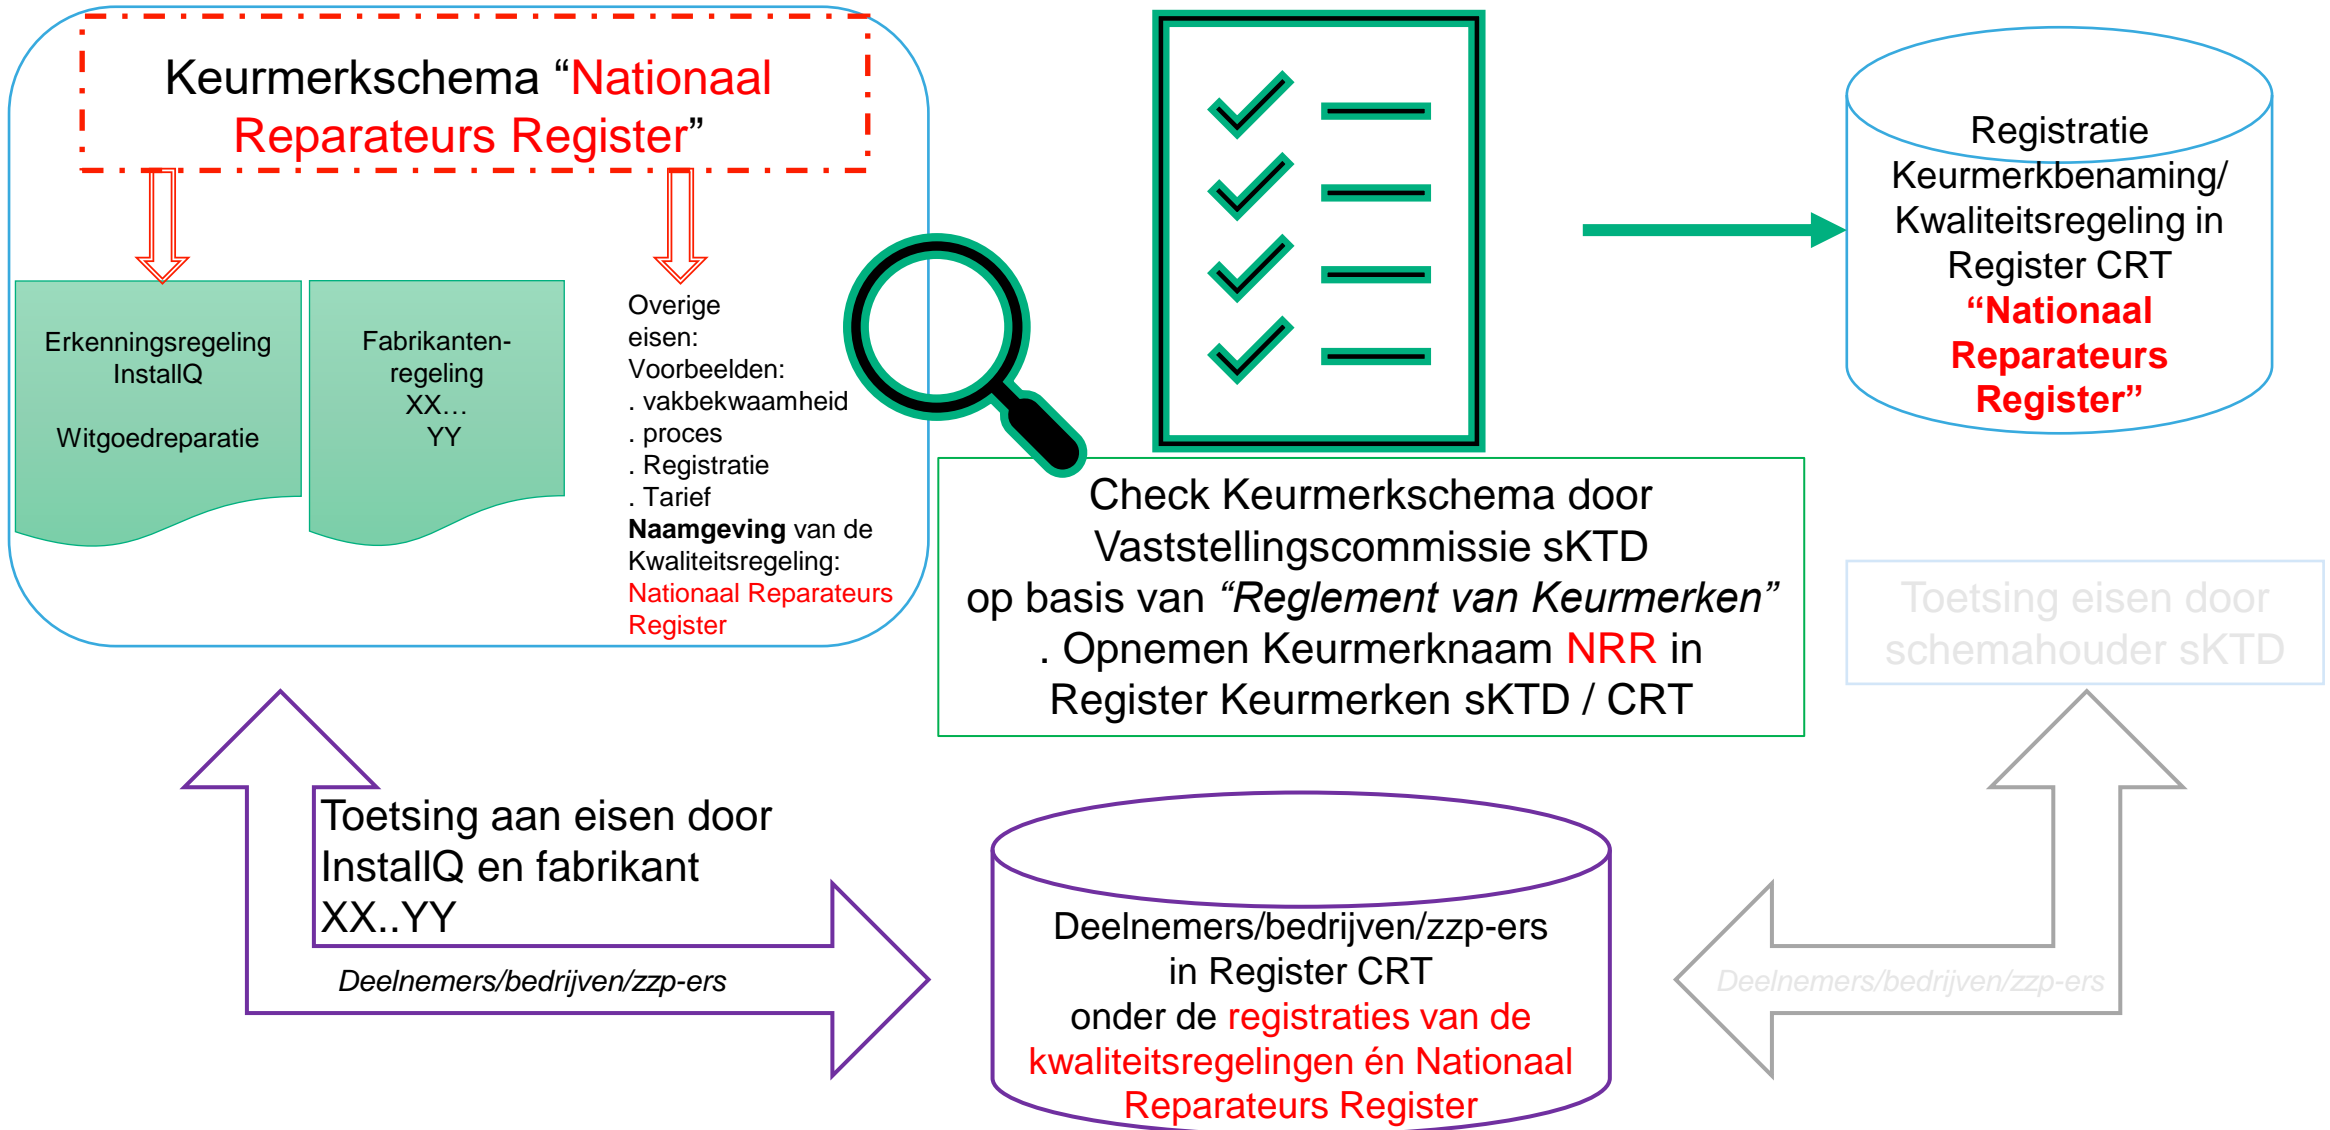 Keurmerkschema “Nationaal
Reparateurs Register”
Erkenningsregeling
InstallQ
Witgoedreparatie
Fabrikanten-
regeling
XX…
YY
Overige
eisen:
Voorbeelden:
. vakbekwaamheid
. proces
. Registratie
. Tarief
Naamgeving van de
Kwaliteitsregeling:
Nationaal Reparateurs
Register
Check Keurmerkschema door
Vaststellingscommissie sKTD
op basis van “Reglement van Keurmerken”
. Opnemen Keurmerknaam NRR in
Register Keurmerken sKTD / CRT
Registratie
Keurmerkbenaming/
Kwaliteitsregeling in
Register CRT
“Nationaal
Reparateurs
Register”
Toetsing eisen door
schemahouder sKTD
Toetsing aan eisen door
InstallQ en fabrikant
XX..YY
Deelnemers/bedrijven/zzp-ers
Deelnemers/bedrijven/zzp-ers
in Register CRT
onder de registraties van de
kwaliteitsregelingen én Nationaal
Reparateurs Register
Deelnemers/bedrijven/zzp-ers